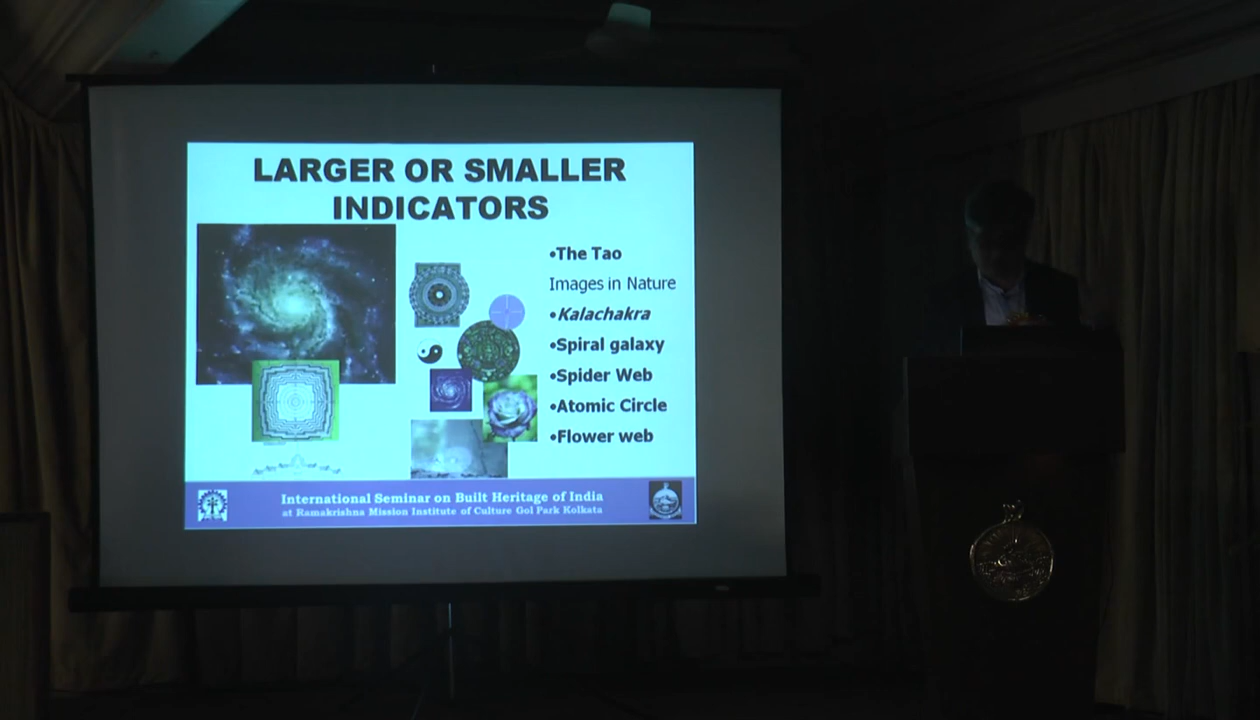 LARGER OR SMALLER
INDICATORS
•The Tao
Images in Nature
•Kalachakra
•Spiral galaxy
•Spider Web
•Atomic Circle
•Flower web
International Seminar on Built Heritage of India
at Ramakrishna Mission Institute of Culture Gol Park Kolkata